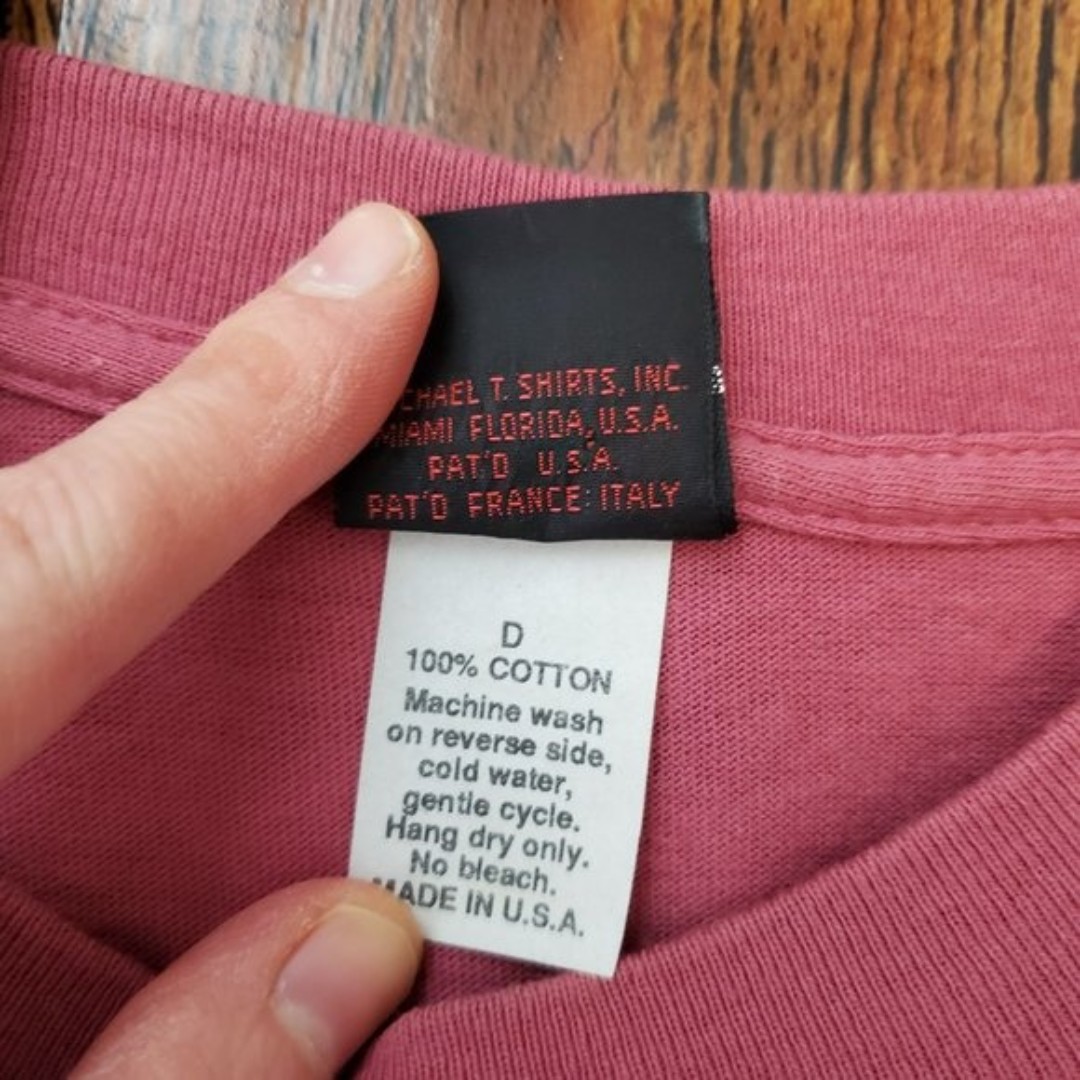 CHAEL T. SHIRTS, INC.
MIAMI FLORIDA, U.S.A.
PAT'D U.S.A.
PAT'D FRANCE: ITALY
D
100% COTTON
Machine wash
on reverse side,
cold water,
gentle cycle.
Hang dry only.
No bleach.
MADE IN U.S.A.